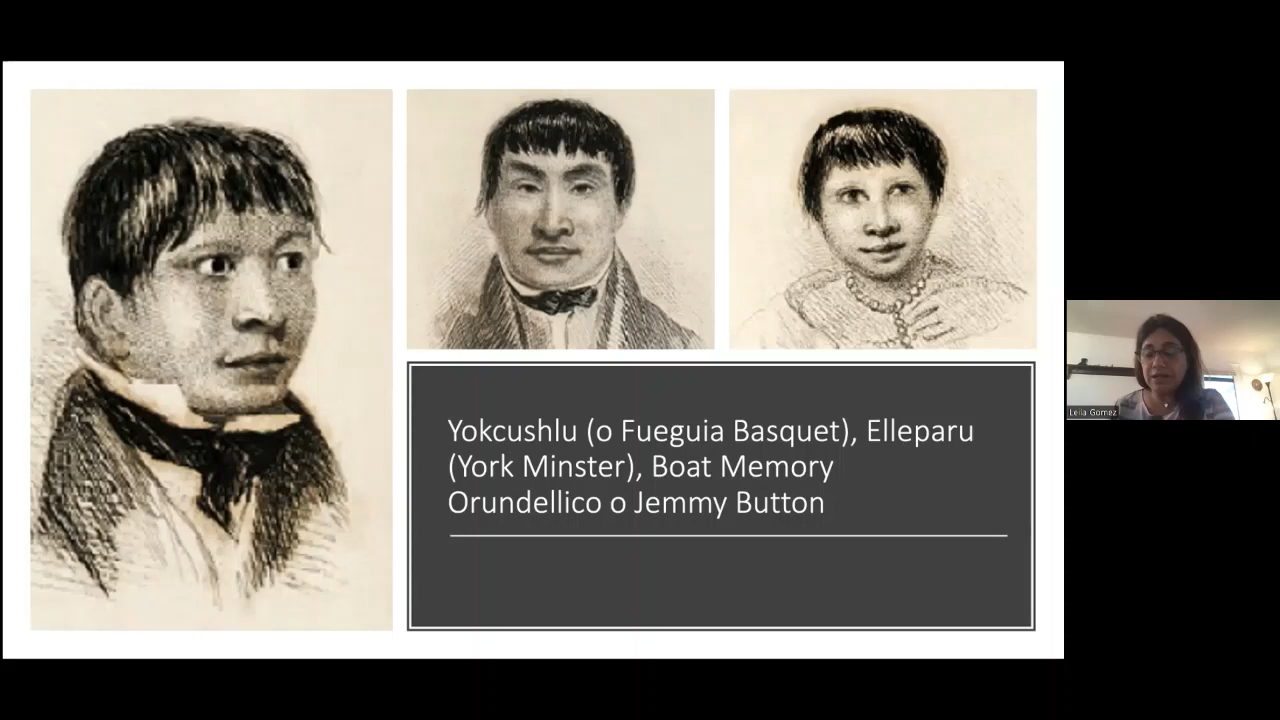 Yokcushlu (o Fueguia Basquet), Elleparu
(York Minster), Boat Memory
Orundellico o Jemmy Button
Leila Gomez